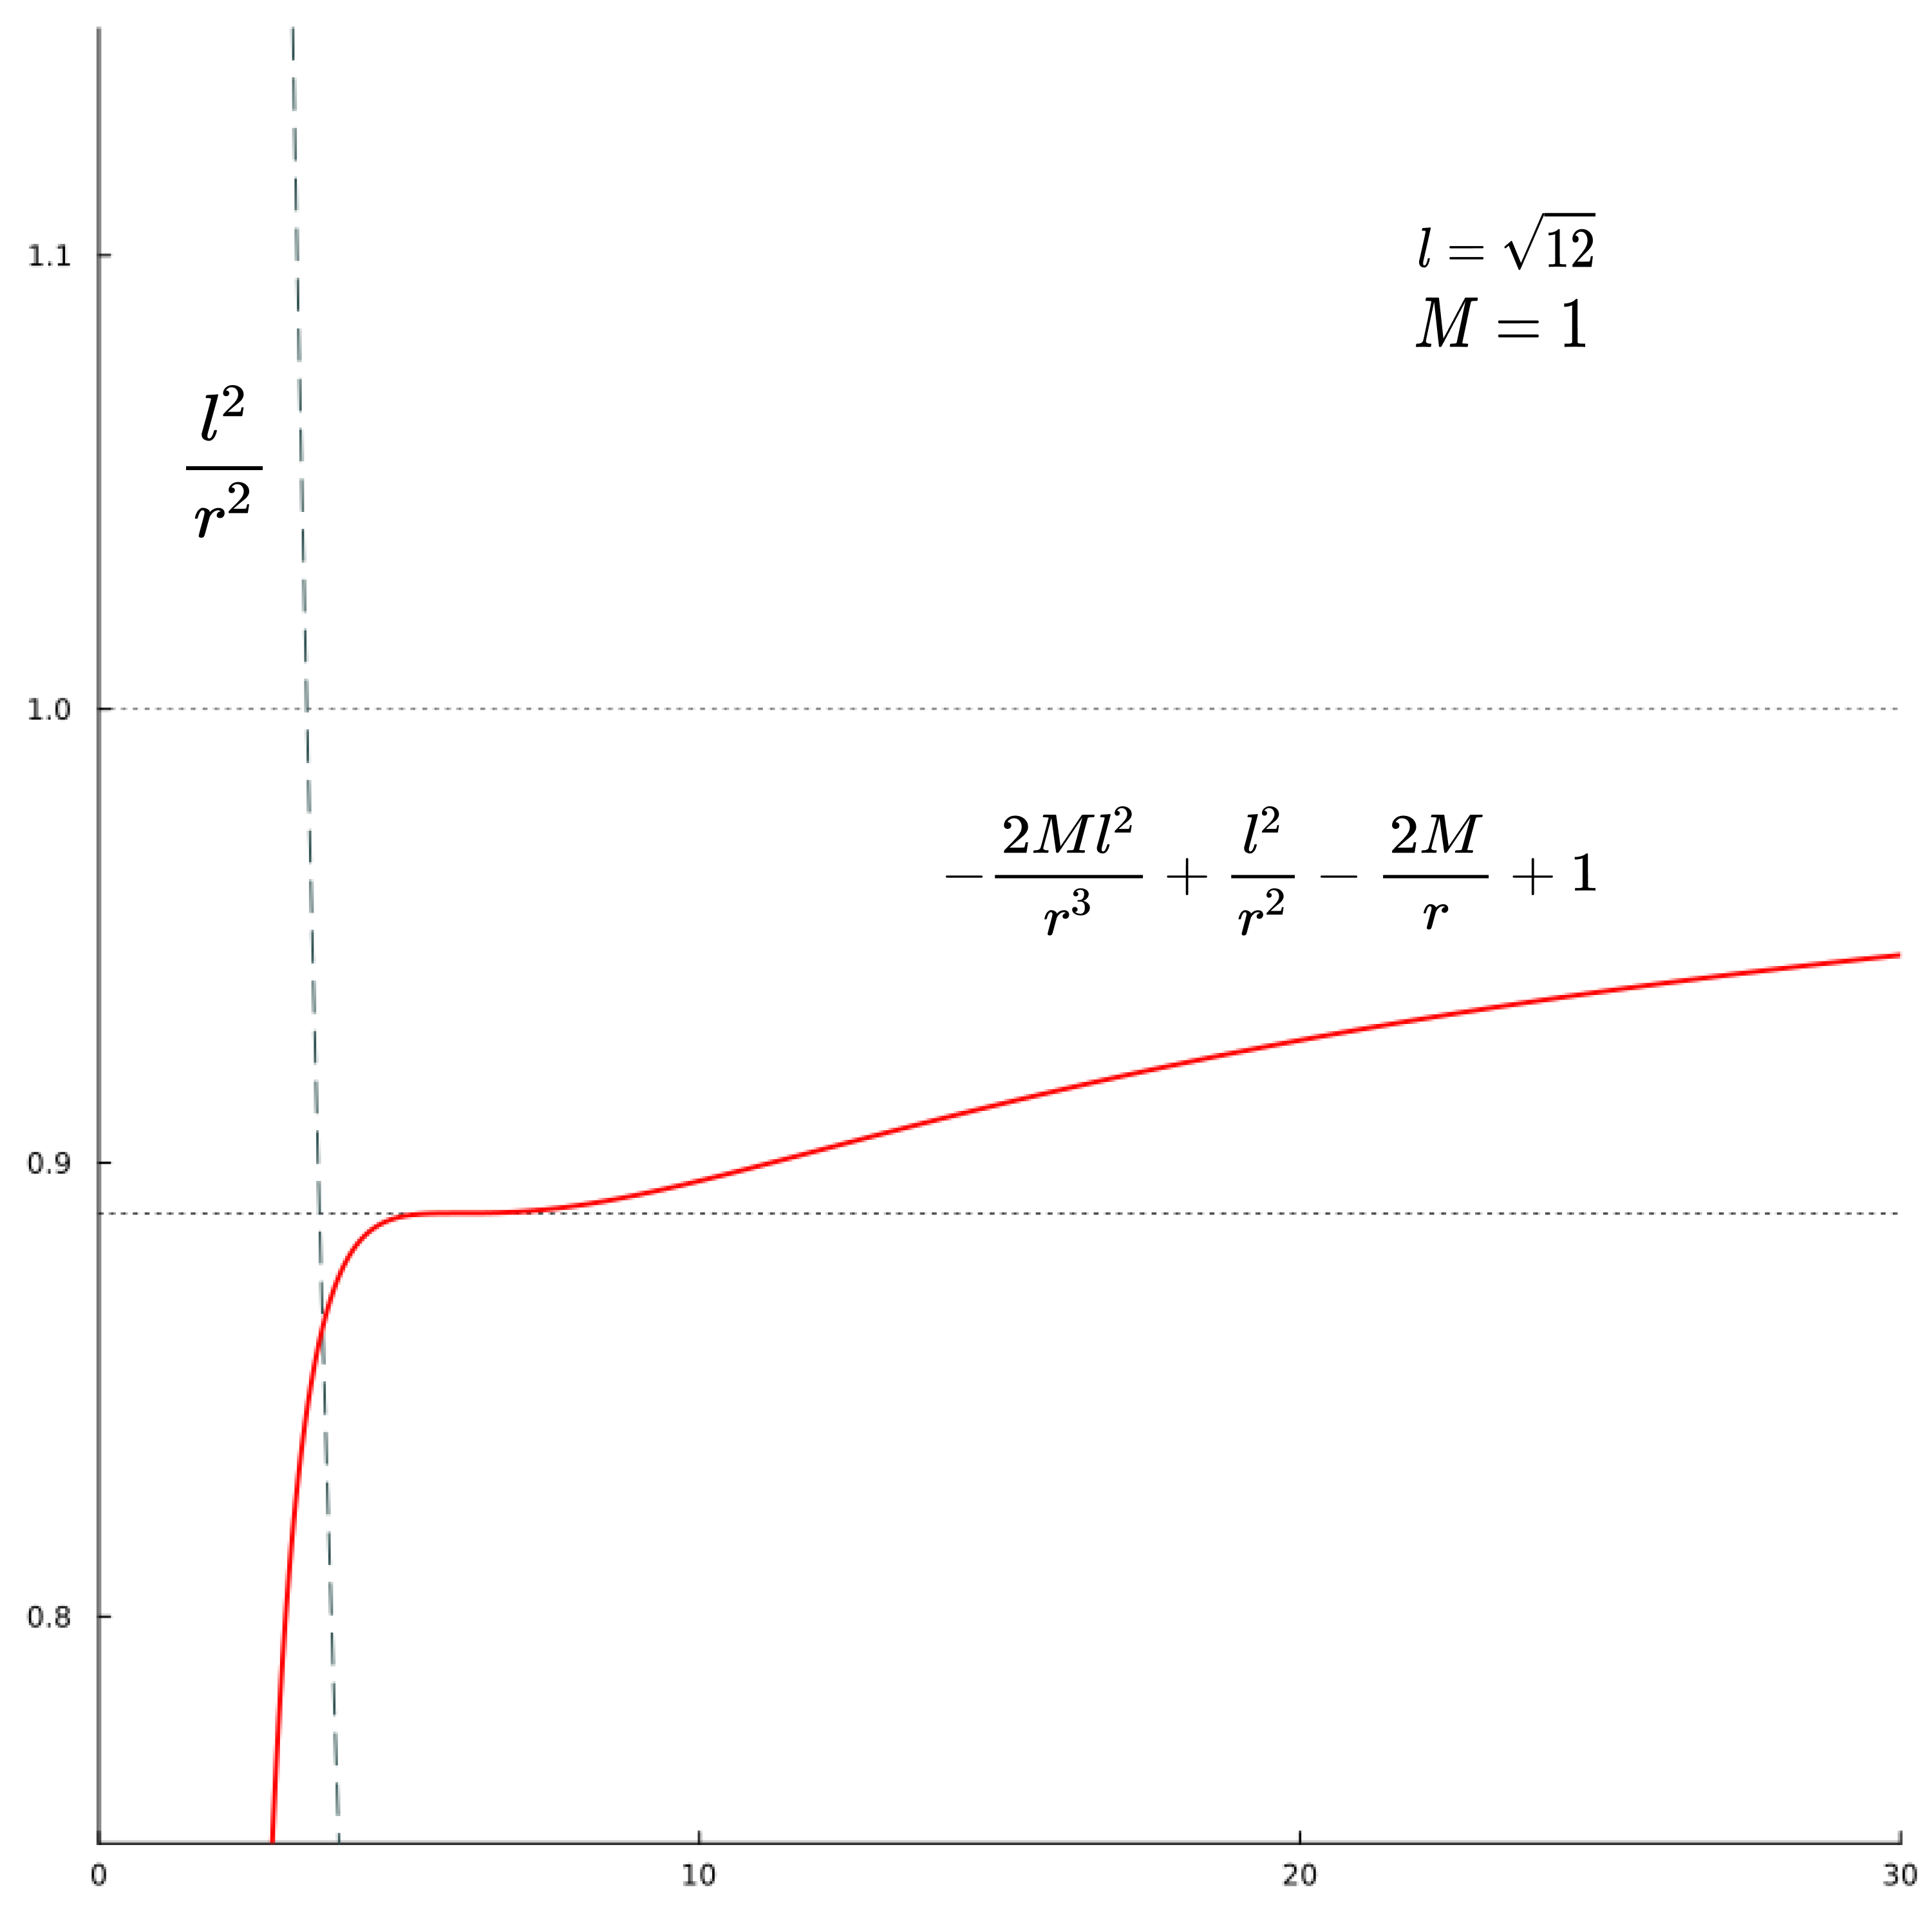 1.1
l = √12
M = 1
l²/r²
1.0
−2Ml²/r³ + l²/r² − 2M/r + 1
0.9
0.8
0 10 20 30